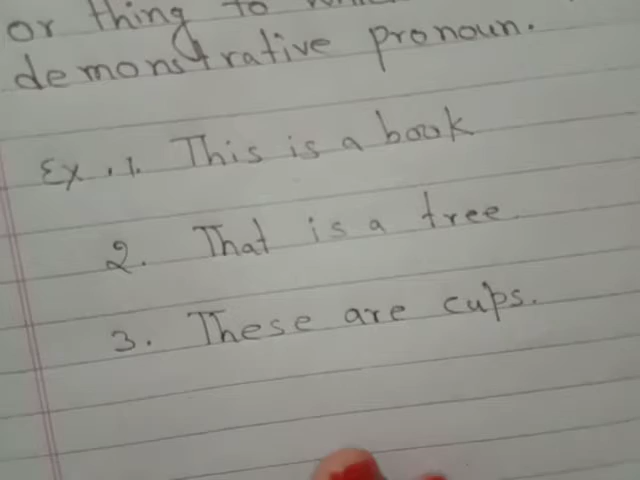 or thing to
demonstrative pronoun.
Ex. 1. This is a book
2. That is a tree
3. These are cups.